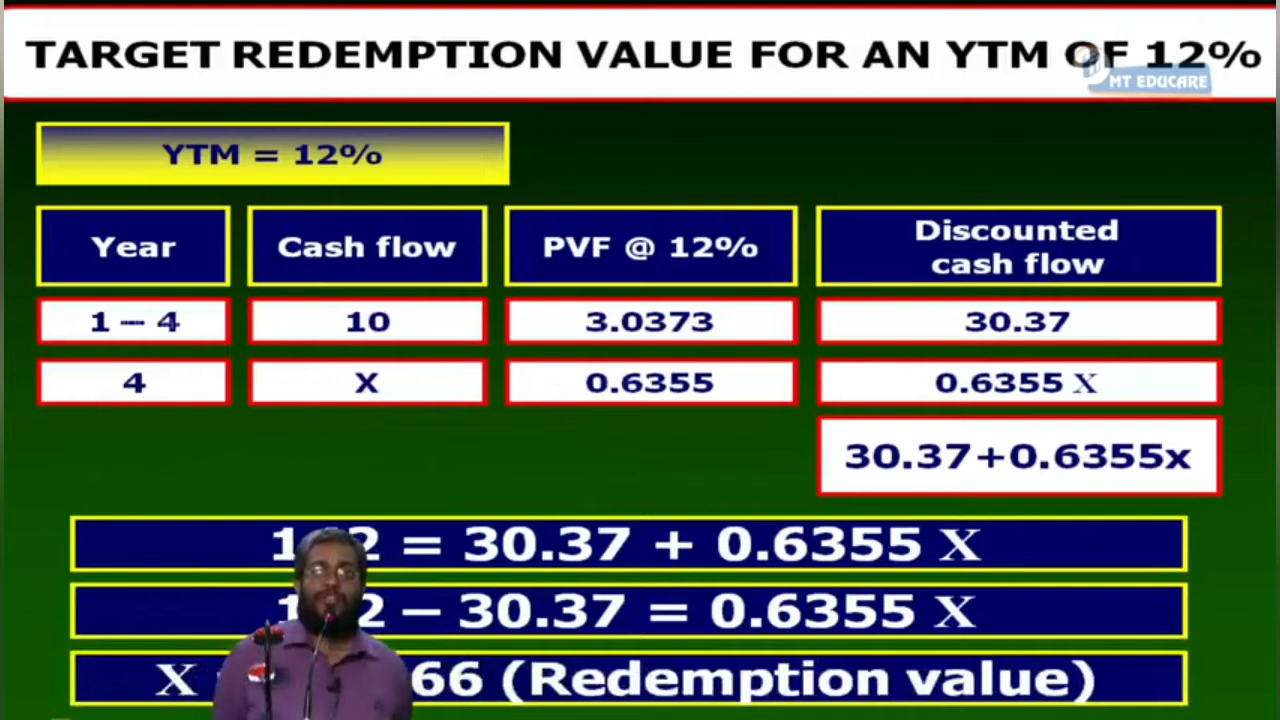 TARGET REDEMPTION VALUE FOR AN YTM OF 12%
MT EDUCARE
YTM = 12%
Year Cash flow PVF @ 12% Discounted cash flow
1 – 4 10 3.0373 30.37
4 X 0.6355 0.6355 X
30.37+0.6355x
2 = 30.37 + 0.6355 X
2 – 30.37 = 0.6355 X
X 66 (Redemption value)